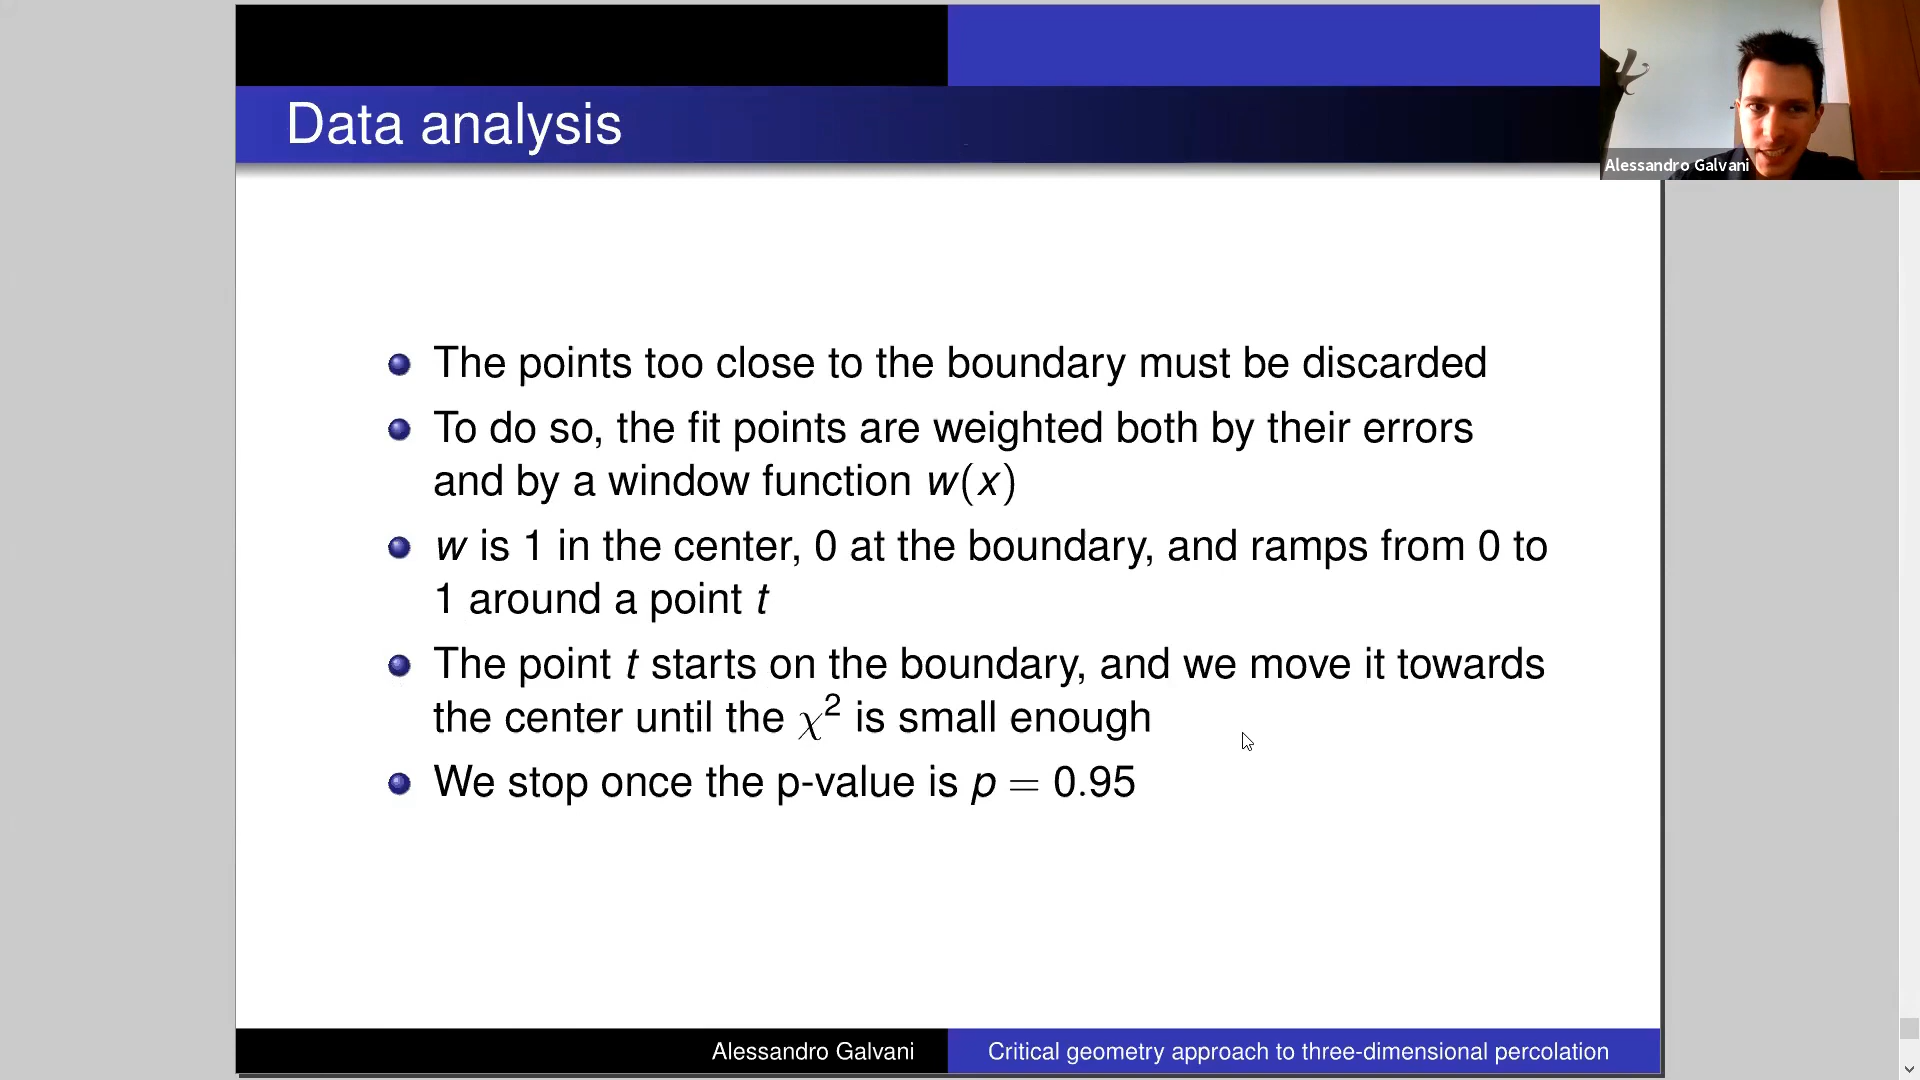 Data analysis
Alessandro Galvani
The points too close to the boundary must be discarded
To do so, the fit points are weighted both by their errors
and by a window function w(x)
w is 1 in the center, 0 at the boundary, and ramps from 0 to
1 around a point t
The point t starts on the boundary, and we move it towards
the center until the χ² is small enough
We stop once the p-value is p = 0.95
Alessandro Galvani
Critical geometry approach to three-dimensional percolation